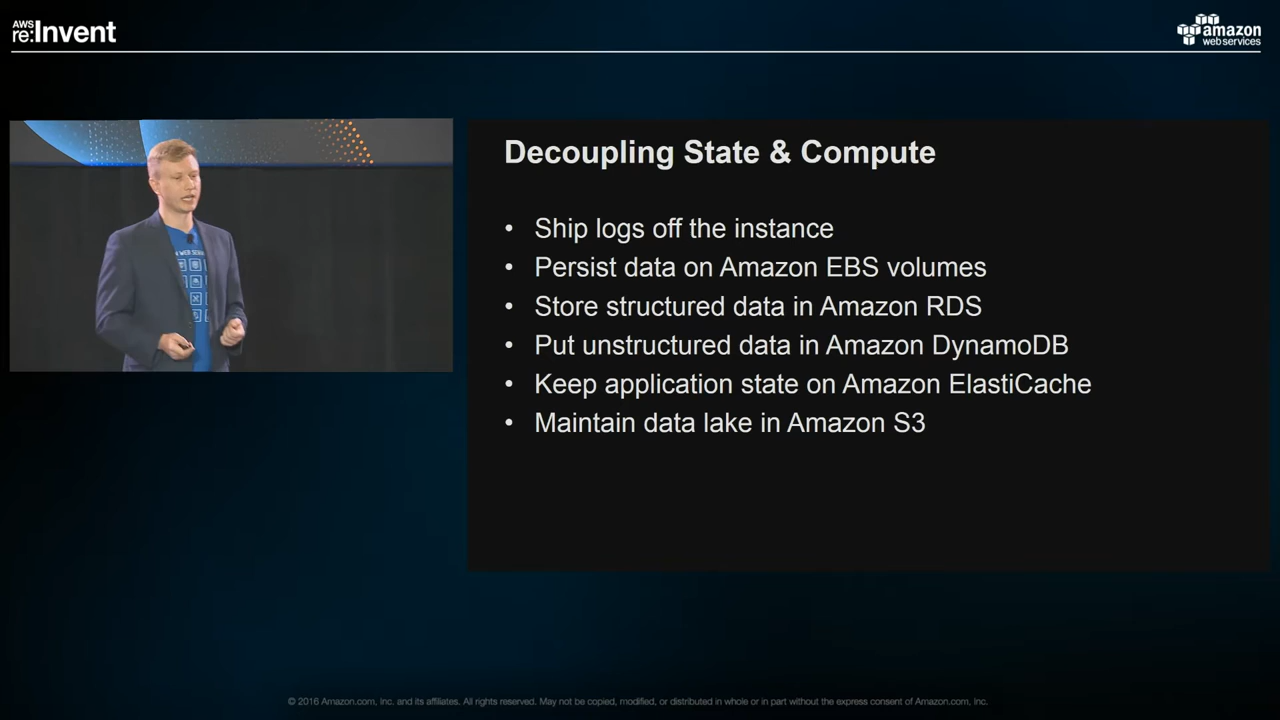 AWS
re:Invent
amazon
web services
Decoupling State & Compute
• Ship logs off the instance
• Persist data on Amazon EBS volumes
• Store structured data in Amazon RDS
• Put unstructured data in Amazon DynamoDB
• Keep application state on Amazon ElastiCache
• Maintain data lake in Amazon S3
© 2016 Amazon.com, Inc. and its affiliates. All rights reserved. May not be copied, modified, or distributed in whole or in part without the express consent of Amazon.com, Inc.